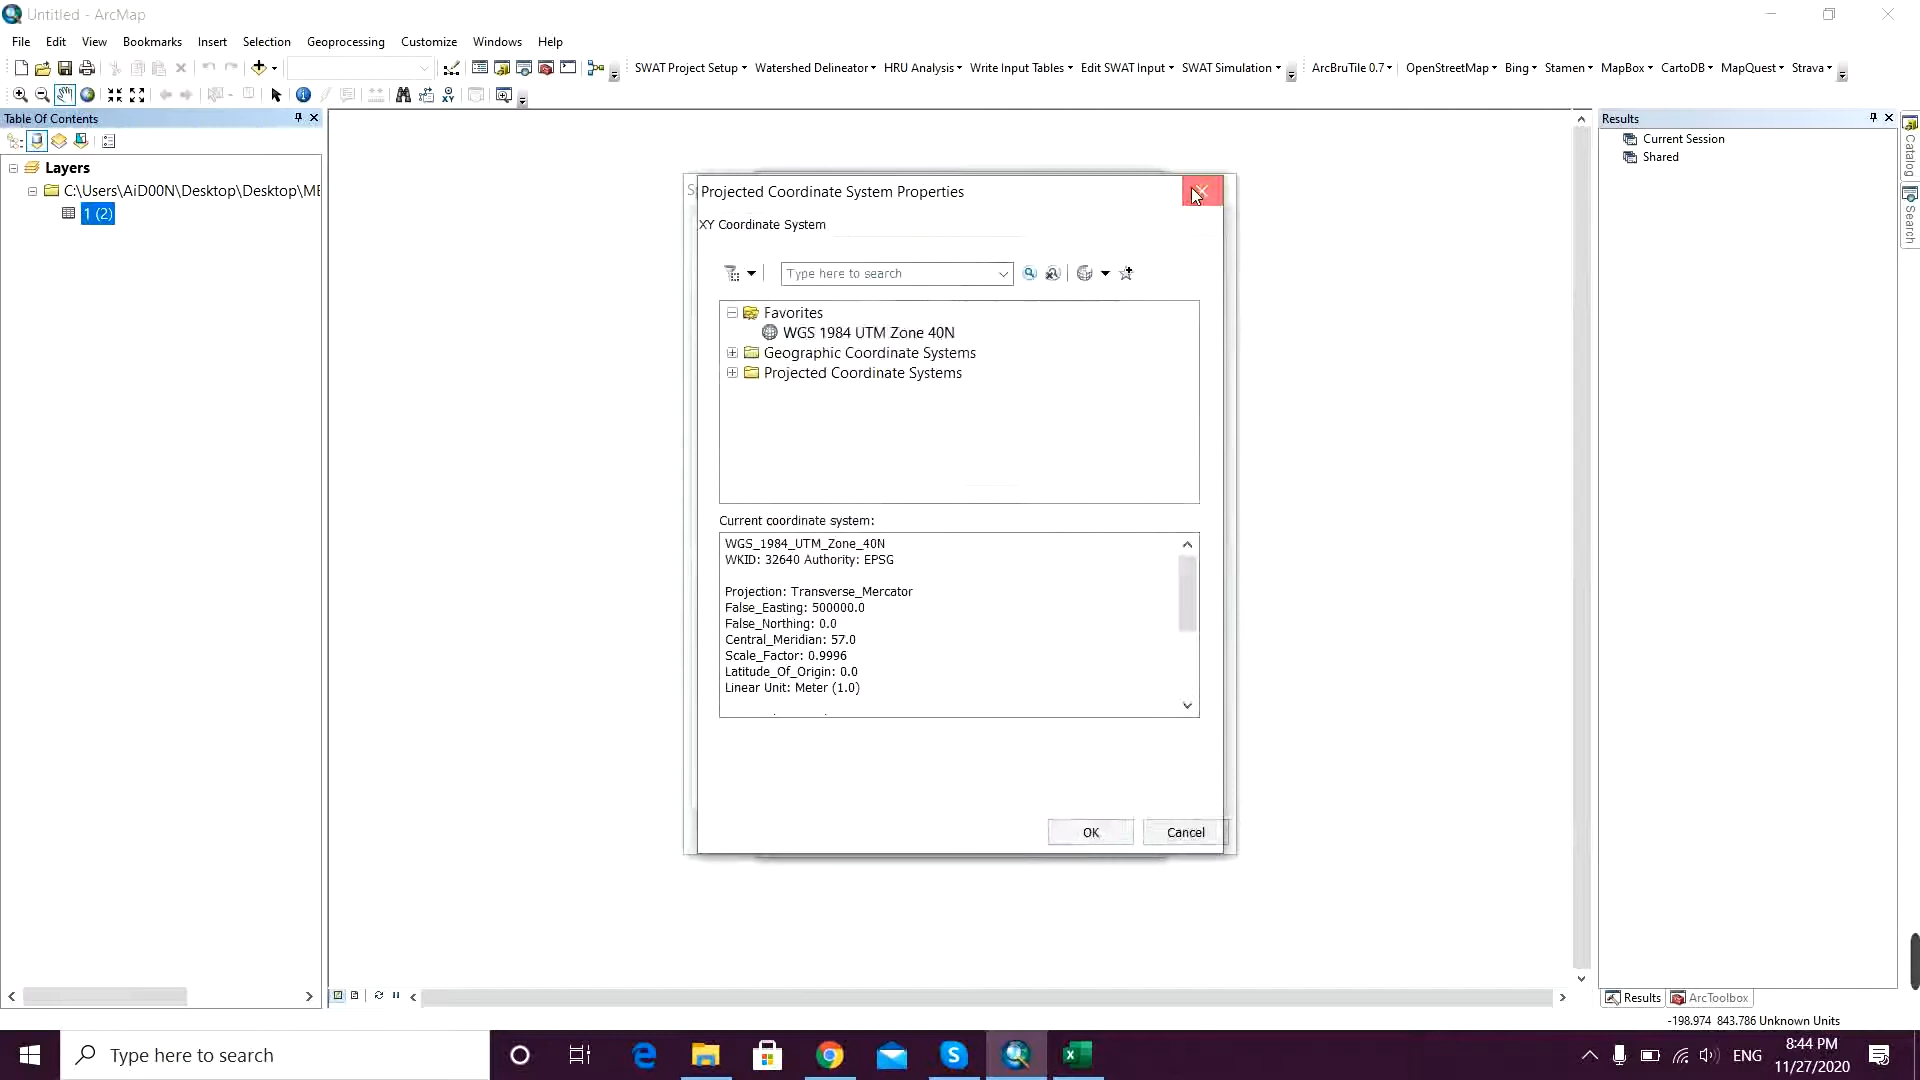 Untitled - ArcMap
File Edit View Bookmarks Insert Selection Geoprocessing Customize Windows Help
SWAT Project Setup Watershed Delineator HRU Analysis Write Input Tables Edit SWAT Input SWAT Simulation ArcBruTile 0.7 OpenStreetMap Bing Stamen MapBox CartoDB MapQuest Strava
XY
Table Of Contents
Layers
C:\Users\AiD00N\Desktop\Desktop\ME
1 (2)
Projected Coordinate System Properties
XY Coordinate System
Type here to search
Favorites
WGS 1984 UTM Zone 40N
Geographic Coordinate Systems
Projected Coordinate Systems
Current coordinate system:
WGS_1984_UTM_Zone_40N
WKID: 32640 Authority: EPSG
Projection: Transverse_Mercator
False_Easting: 500000.0
False_Northing: 0.0
Central_Meridian: 57.0
Scale_Factor: 0.9996
Latitude_Of_Origin: 0.0
Linear Unit: Meter (1.0)
OK Cancel
Results
Current Session
Shared
Catalog
Search
Results ArcToolbox
-198.974 843.786 Unknown Units
Type here to search
ENG
8:44 PM
11/27/2020